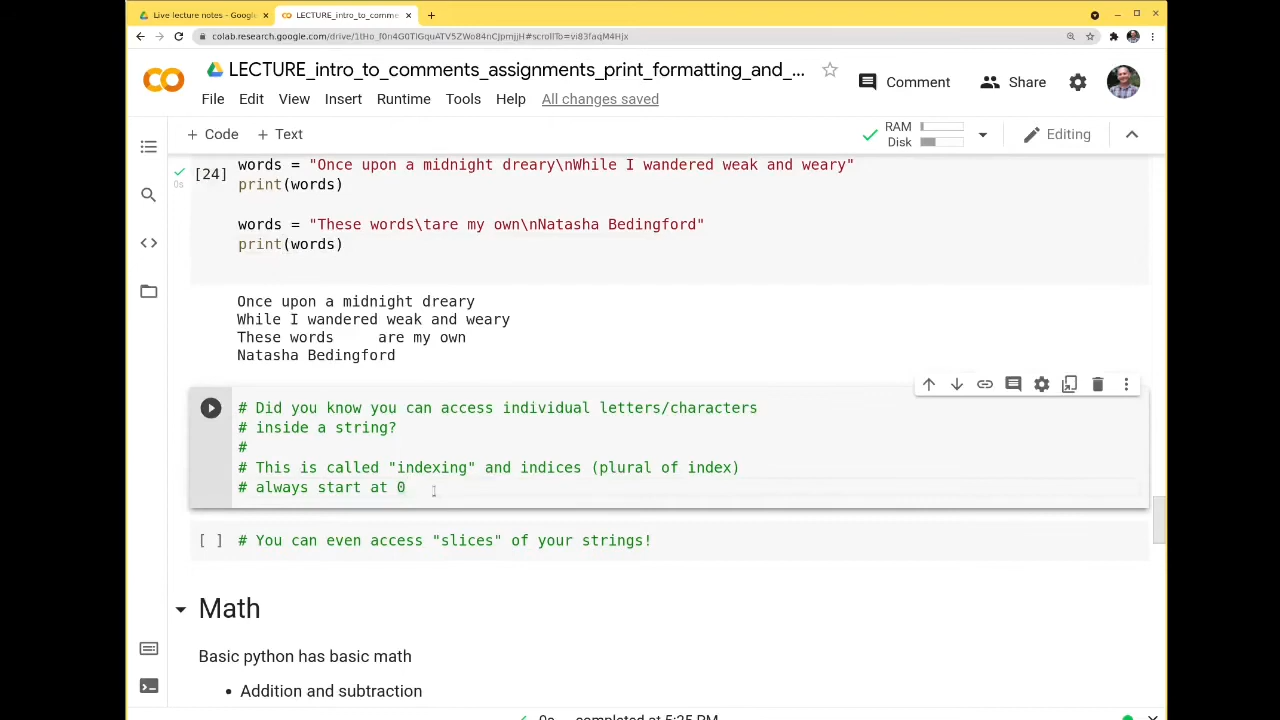 Live lecture notes - Google
LECTURE_intro_to_comme
colab.research.google.com/drive/
LECTURE_intro_to_comments_assignments_print_formatting_and_...
Comment
Share
File Edit View Insert Runtime Tools Help All changes saved
+ Code + Text
RAM
Disk
Editing
[24]
0s
words = "Once upon a midnight dreary\nWhile I wandered weak and weary"
print(words)
words = "These words\tare my own\nNatasha Bedingford"
print(words)
Once upon a midnight dreary
While I wandered weak and weary
These words     are my own
Natasha Bedingford
# Did you know you can access individual letters/characters
# inside a string?
#
# This is called "indexing" and indices (plural of index)
# always start at 0
[ ] # You can even access "slices" of your strings!
Math
Basic python has basic math
• Addition and subtraction
0s completed at 5:25 PM